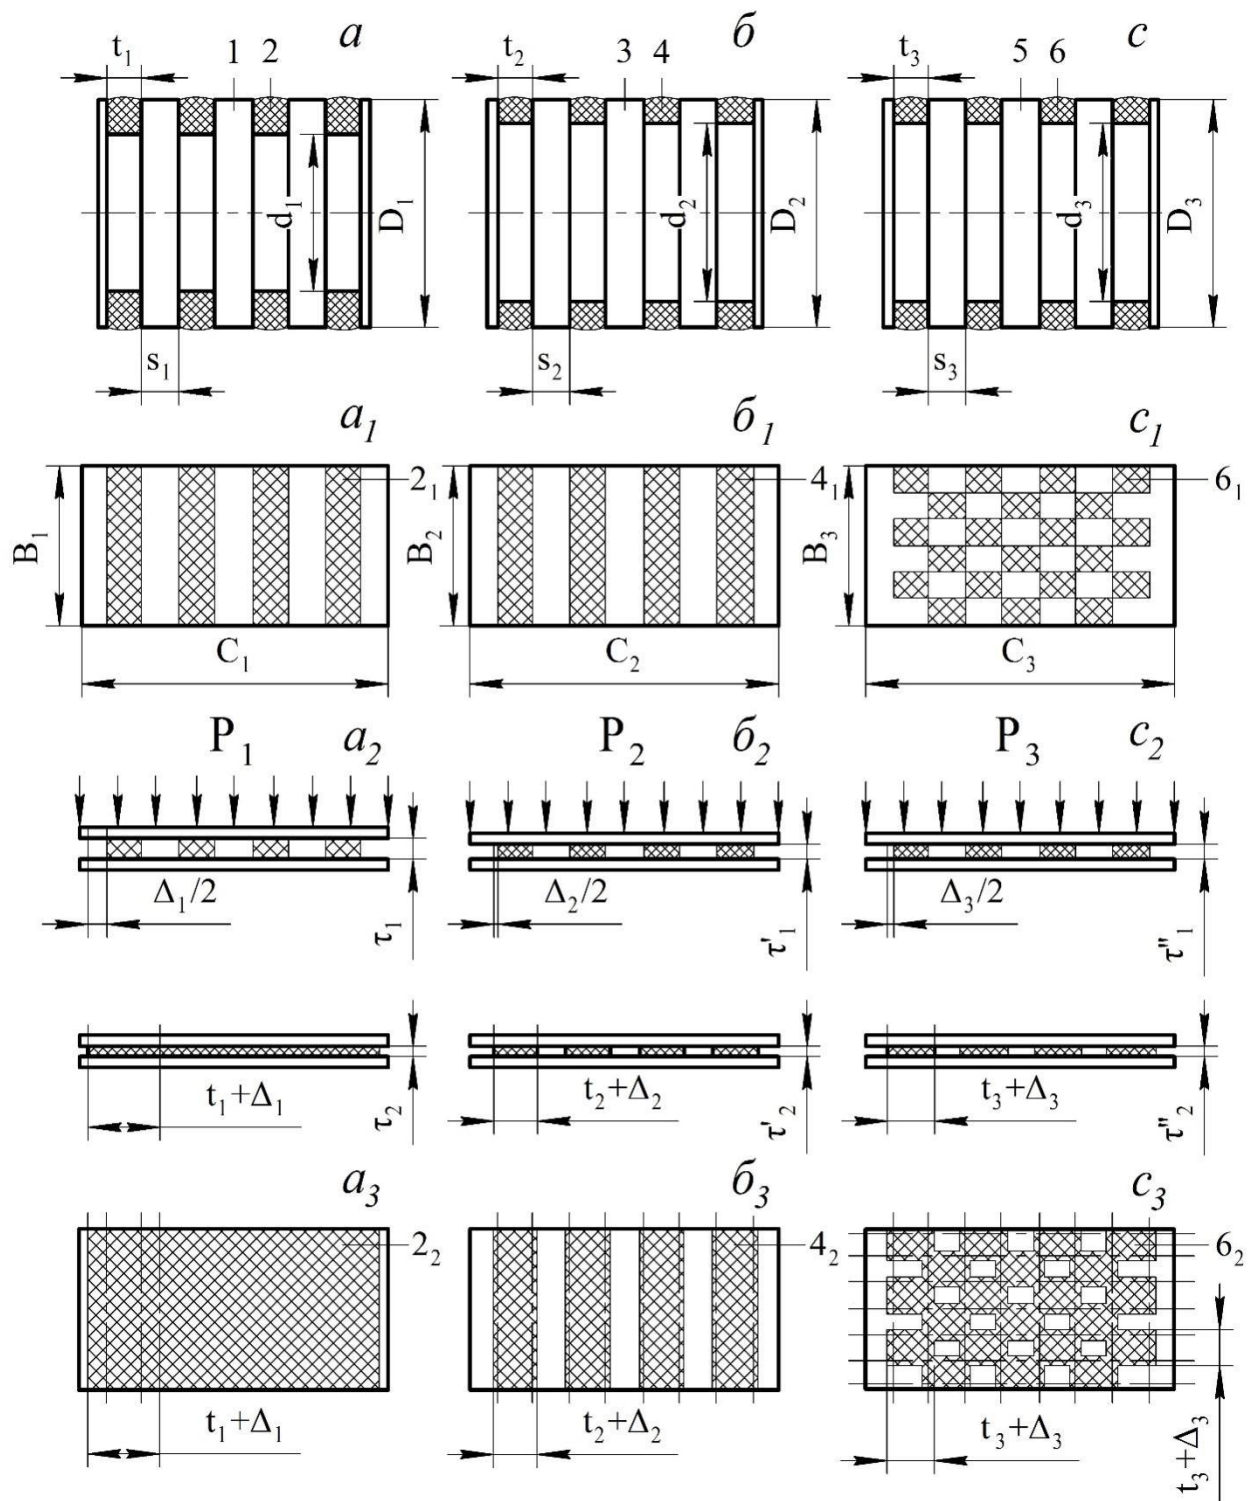 а
t₁ 1 2
d₁
D₁
s₁
б
t₂ 3 4
d₂
D₂
s₂
с
t₃ 5 6
d₃
D₃
s₃
а₁
B₁
2₁
C₁
б₁
B₂
4₁
C₂
с₁
B₃
6₁
C₃
P₁ а₂
Δ₁/2
τ₁
t₁+Δ₁
τ₂
P₂ б₂
Δ₂/2
τ'₁
t₂+Δ₂
τ'₂
P₃ с₂
Δ₃/2
τ"₁
t₃+Δ₃
τ"₂
а₃
2₂
t₁+Δ₁
б₃
4₂
t₂+Δ₂
с₃
6₂
t₃+Δ₃
t₃+Δ₃